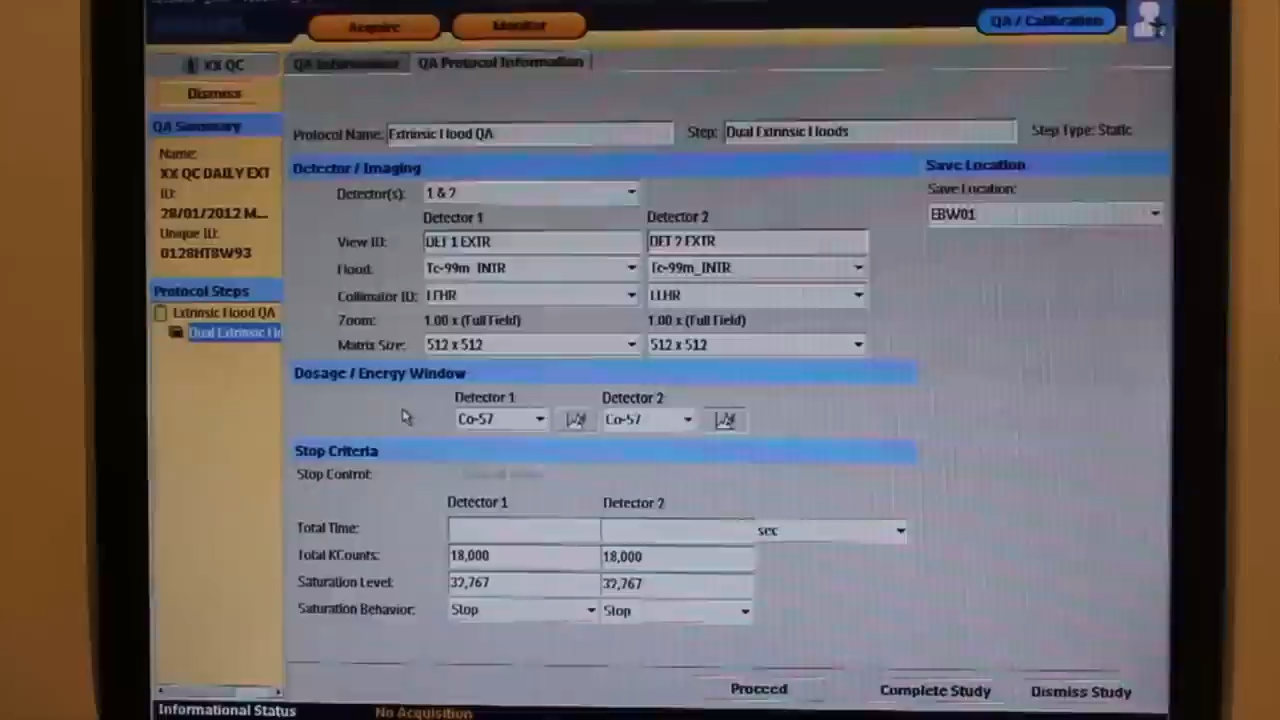 Acquire
Monitor
QA / Calibration
XX QC
Dismiss
QA Information
QA Protocol Information
QA Summary
Name:
XX QC DAILY EXT
ID:
28/01/2012 M...
Unique ID:
0128HT8W93
Protocol Steps
Extrinsic Flood QA
Dual Extrinsic Flo
Protocol Name: Extrinsic Flood QA Step: Dual Extrinsic Floods Step Type: Static
Detector / Imaging
Detector(s): 1 & 2
Detector 1 Detector 2
View ID: DET 1 EXTR DET 2 EXTR
Flood: Tc-99m_INTR Tc-99m_INTR
Collimator ID: LEHR LEHR
Zoom: 1.00 x (Full Field) 1.00 x (Full Field)
Matrix Size: 512 x 512 512 x 512
Dosage / Energy Window
Detector 1 Detector 2
Co-57 Co-57
Stop Criteria
Stop Control:
Detector 1 Detector 2
Total Time: sec
Total KCounts: 18,000 18,000
Saturation Level: 32,767 32,767
Saturation Behavior: Stop Stop
Save Location
Save Location:
EBW01
Proceed Complete Study Dismiss Study
Informational Status No Acquisition